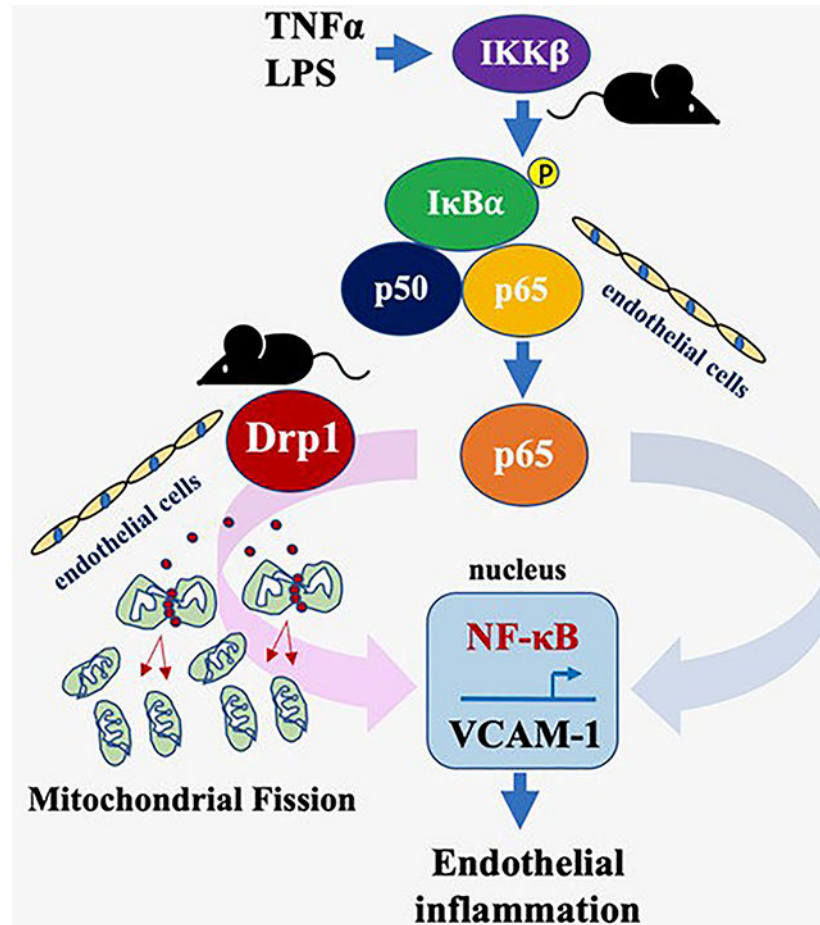 TNFα
LPS
IKKβ
P
IκBα
p50
p65
endothelial cells
Drp1
p65
endothelial cells
nucleus
NF-κB
VCAM-1
Mitochondrial Fission
Endothelial
inflammation